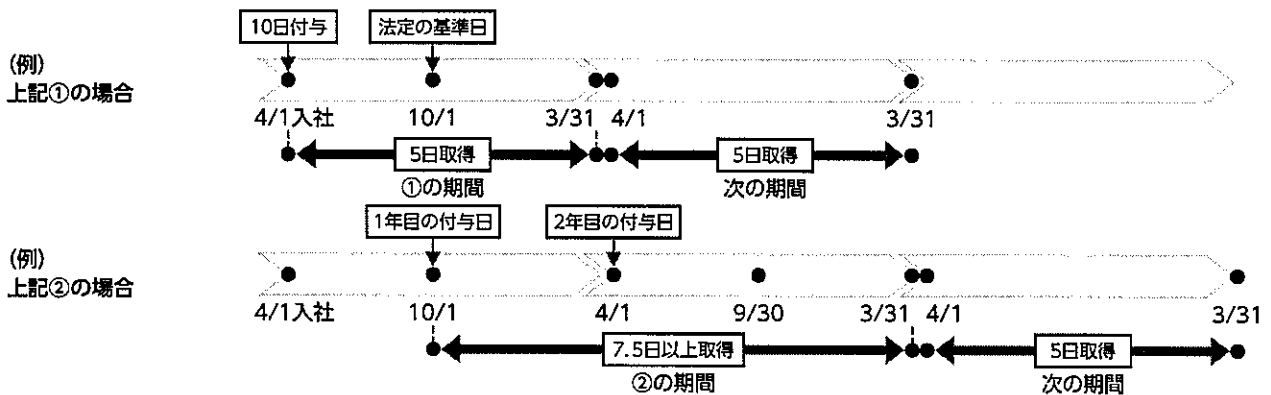 10日付与 法定の基準日
(例)
上記①の場合
4/1入社 10/1 3/31 4/1 3/31
5日取得 5日取得
①の期間 次の期間
1年目の付与日 2年目の付与日
(例)
上記②の場合
4/1入社 10/1 4/1 9/30 3/31 4/1 3/31
7.5日以上取得 5日取得
②の期間 次の期間